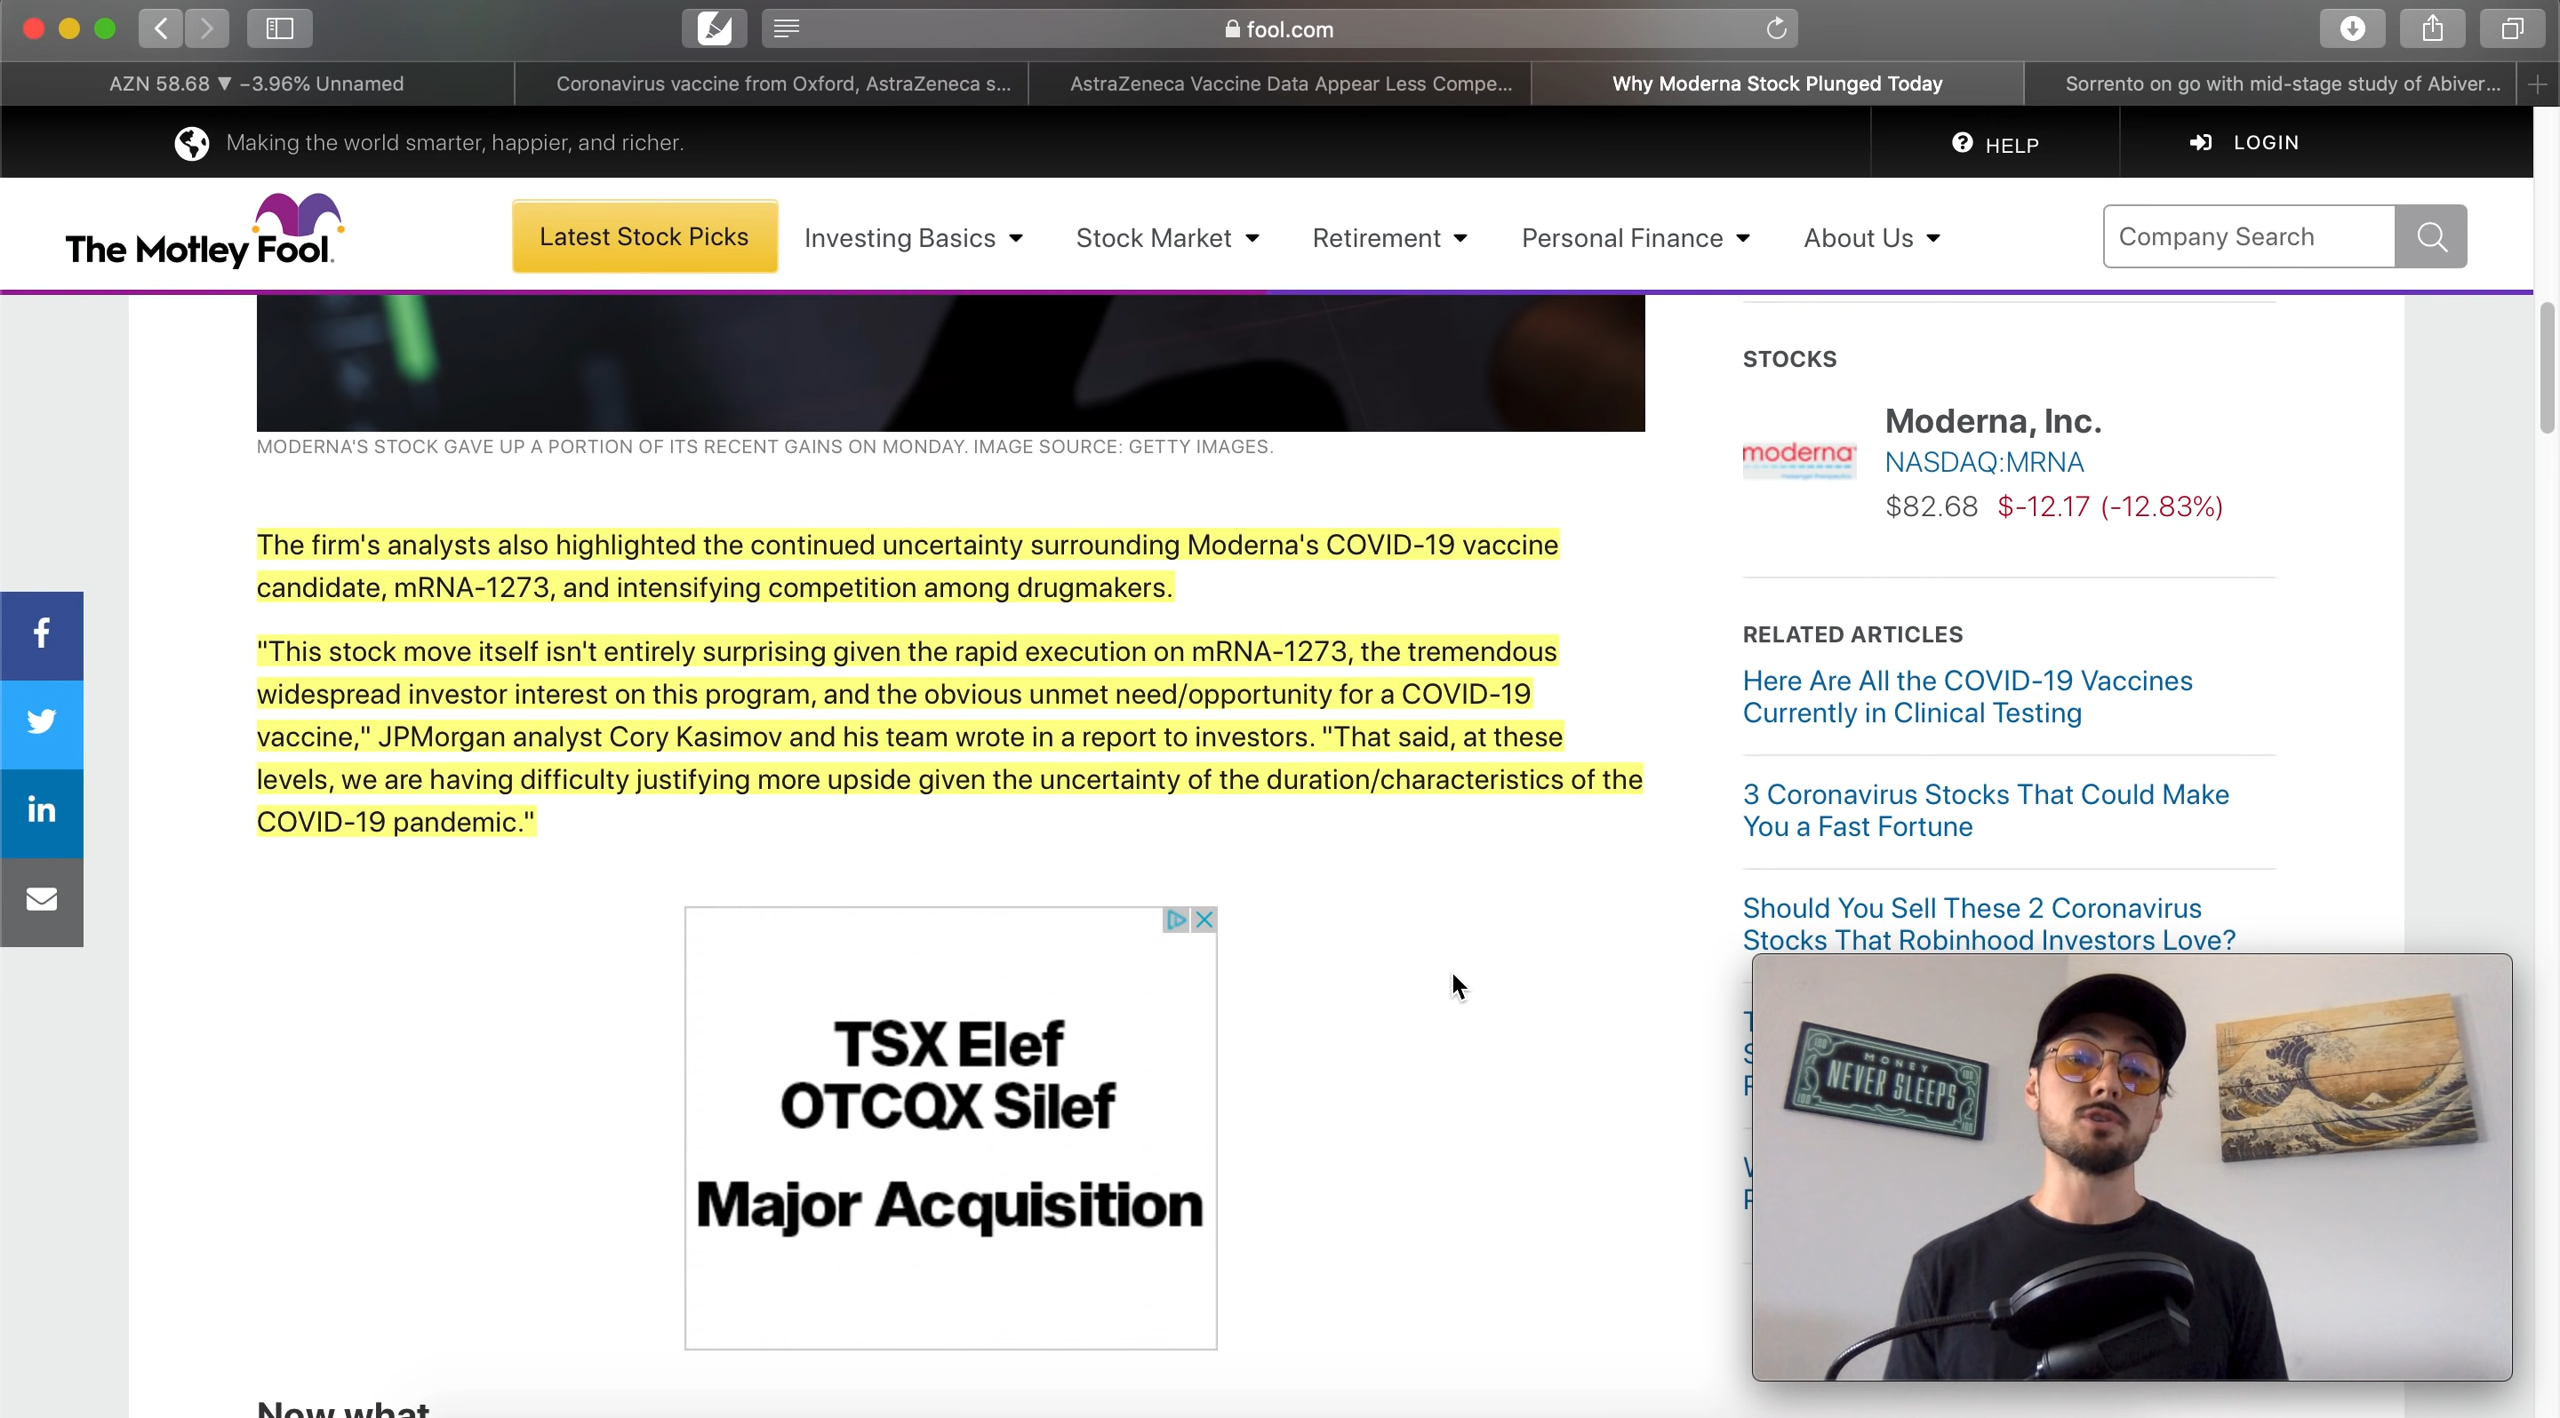 fool.com
AZN 58.68 ▼ −3.96% Unnamed
Coronavirus vaccine from Oxford, AstraZeneca s...
AstraZeneca Vaccine Data Appear Less Compe...
Why Moderna Stock Plunged Today
Sorrento on go with mid-stage study of Abiver...
Making the world smarter, happier, and richer.
HELP
LOGIN
The Motley Fool.
Latest Stock Picks
Investing Basics
Stock Market
Retirement
Personal Finance
About Us
Company Search
MODERNA'S STOCK GAVE UP A PORTION OF ITS RECENT GAINS ON MONDAY. IMAGE SOURCE: GETTY IMAGES.
The firm's analysts also highlighted the continued uncertainty surrounding Moderna's COVID-19 vaccine
candidate, mRNA-1273, and intensifying competition among drugmakers.
"This stock move itself isn't entirely surprising given the rapid execution on mRNA-1273, the tremendous
widespread investor interest on this program, and the obvious unmet need/opportunity for a COVID-19
vaccine," JPMorgan analyst Cory Kasimov and his team wrote in a report to investors. "That said, at these
levels, we are having difficulty justifying more upside given the uncertainty of the duration/characteristics of the
COVID-19 pandemic."
TSX Elef
OTCQX Silef
Major Acquisition
Now what
STOCKS
moderna
Moderna, Inc.
NASDAQ:MRNA
$82.68 $-12.17 (-12.83%)
RELATED ARTICLES
Here Are All the COVID-19 Vaccines
Currently in Clinical Testing
3 Coronavirus Stocks That Could Make
You a Fast Fortune
Should You Sell These 2 Coronavirus
Stocks That Robinhood Investors Love?
MONEY
NEVER SLEEPS
100
100
100